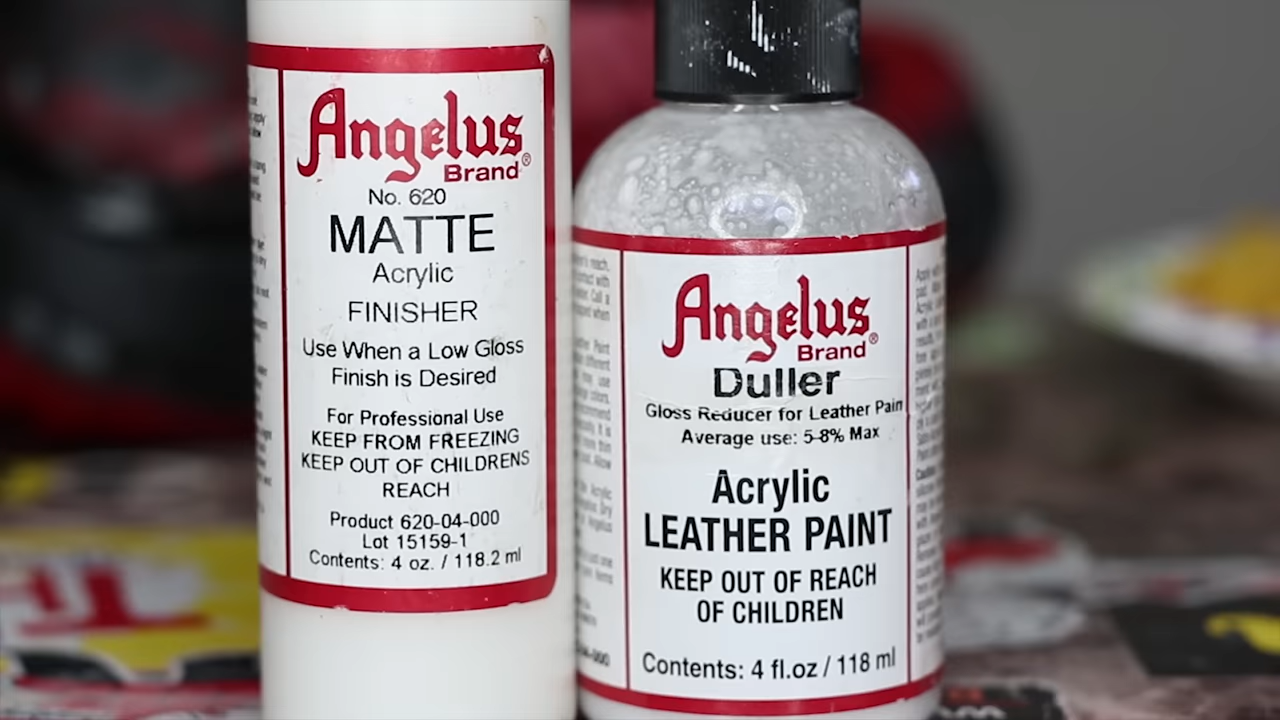 Angelus
Brand®
No. 620
MATTE
Acrylic
FINISHER
Use When a Low Gloss
Finish is Desired
For Professional Use
KEEP FROM FREEZING
KEEP OUT OF CHILDRENS
REACH
Product 620-04-000
Lot 15159-1
Contents: 4 oz. / 118.2 ml
Angelus
Brand®
Duller
Gloss Reducer for Leather Pain
Average use: 5-8% Max
Acrylic
LEATHER PAINT
KEEP OUT OF REACH
OF CHILDREN
Contents: 4 fl.oz / 118 ml